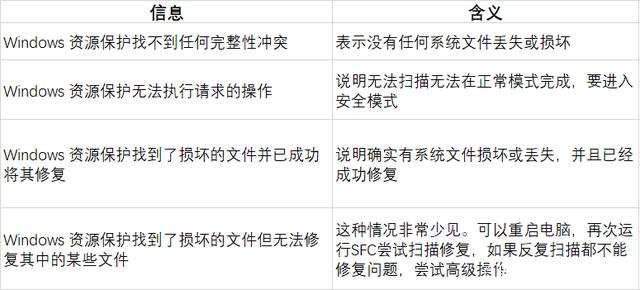 信息
含义
Windows 资源保护找不到任何完整性冲突
表示没有任何系统文件丢失或损坏
Windows 资源保护无法执行请求的操作
说明无法扫描无法在正常模式完成，要进入
安全模式
Windows 资源保护找到了损坏的文件并已成功
将其修复
说明确实有系统文件损坏或丢失，并且已经
成功修复
Windows 资源保护找到了损坏的文件但无法修
复其中的某些文件
这种情况非常少见。可以重启电脑，再次运
行SFC尝试扫描修复，如果反复扫描都不能
修复问题，尝试高级操作